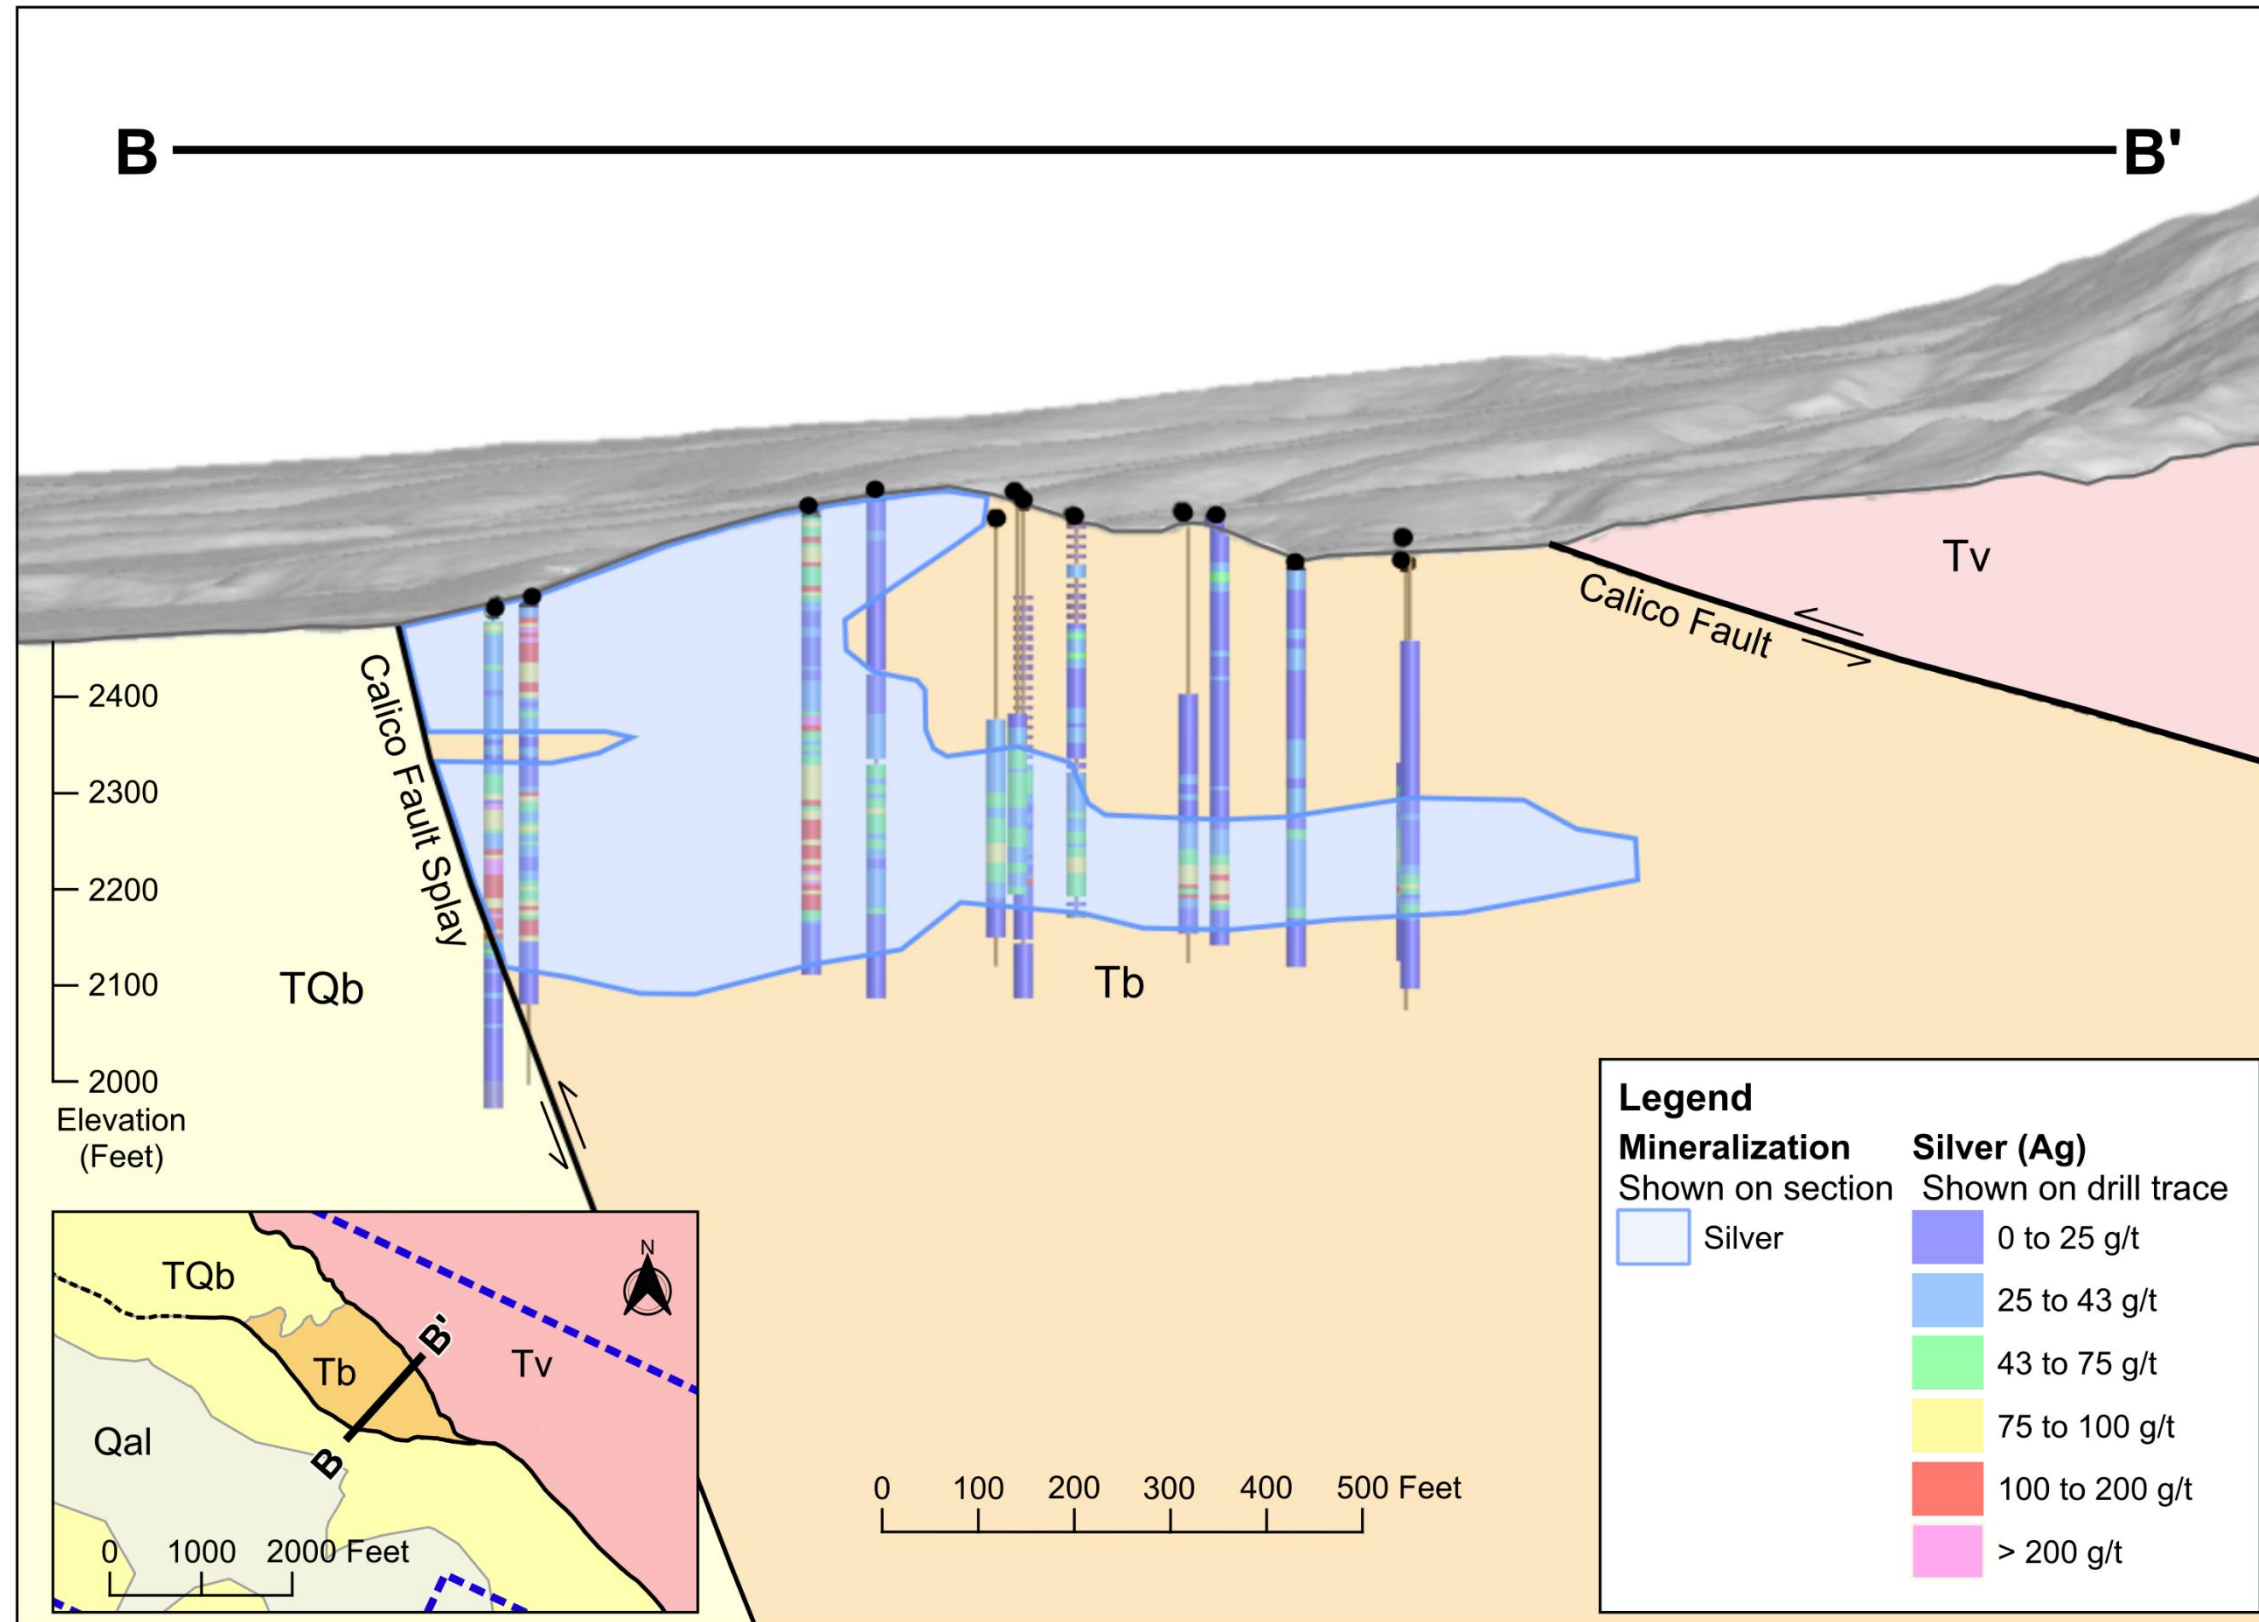 B
B'
Tv
Calico Fault
Calico Fault Splay
2400
2300
2200
2100
2000
Elevation
(Feet)
TQb
Tb
0 100 200 300 400 500 Feet
Legend
Mineralization
Shown on section
Silver
Silver (Ag)
Shown on drill trace
0 to 25 g/t
25 to 43 g/t
43 to 75 g/t
75 to 100 g/t
100 to 200 g/t
> 200 g/t
N
TQb
B'
Tv
Tb
Qal
B
0 1000 2000 Feet